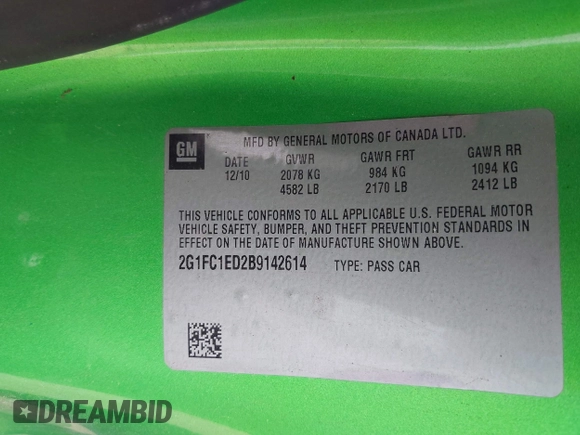 GM
MFD BY GENERAL MOTORS OF CANADA LTD.
DATE GVWR GAWR FRT GAWR RR
12/10 2078 KG 984 KG 1094 KG
4582 LB 2170 LB 2412 LB
THIS VEHICLE CONFORMS TO ALL APPLICABLE U.S. FEDERAL MOTOR
VEHICLE SAFETY, BUMPER, AND THEFT PREVENTION STANDARDS IN
EFFECT ON THE DATE OF MANUFACTURE SHOWN ABOVE.
2G1FC1ED2B9142614 TYPE: PASS CAR
DREAMBID